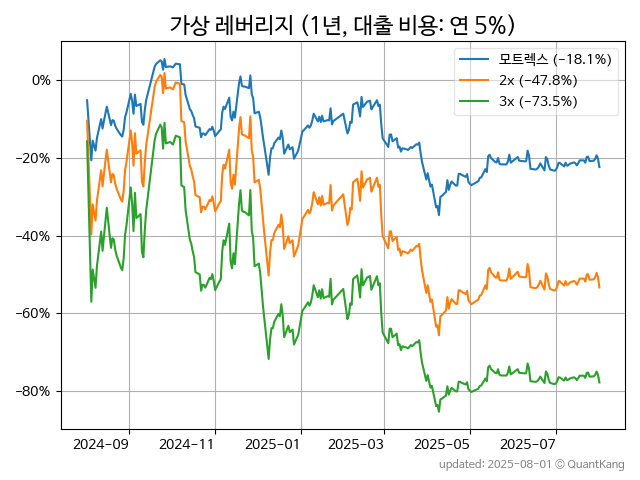 가상 레버리지 (1년, 대출 비용: 연 5%)
모트렉스 (−18.1%)
2x (−47.8%)
3x (−73.5%)
0%
−20%
−40%
−60%
−80%
2024-09 2024-11 2025-01 2025-03 2025-05 2025-07
updated: 2025-08-01 © QuantKang